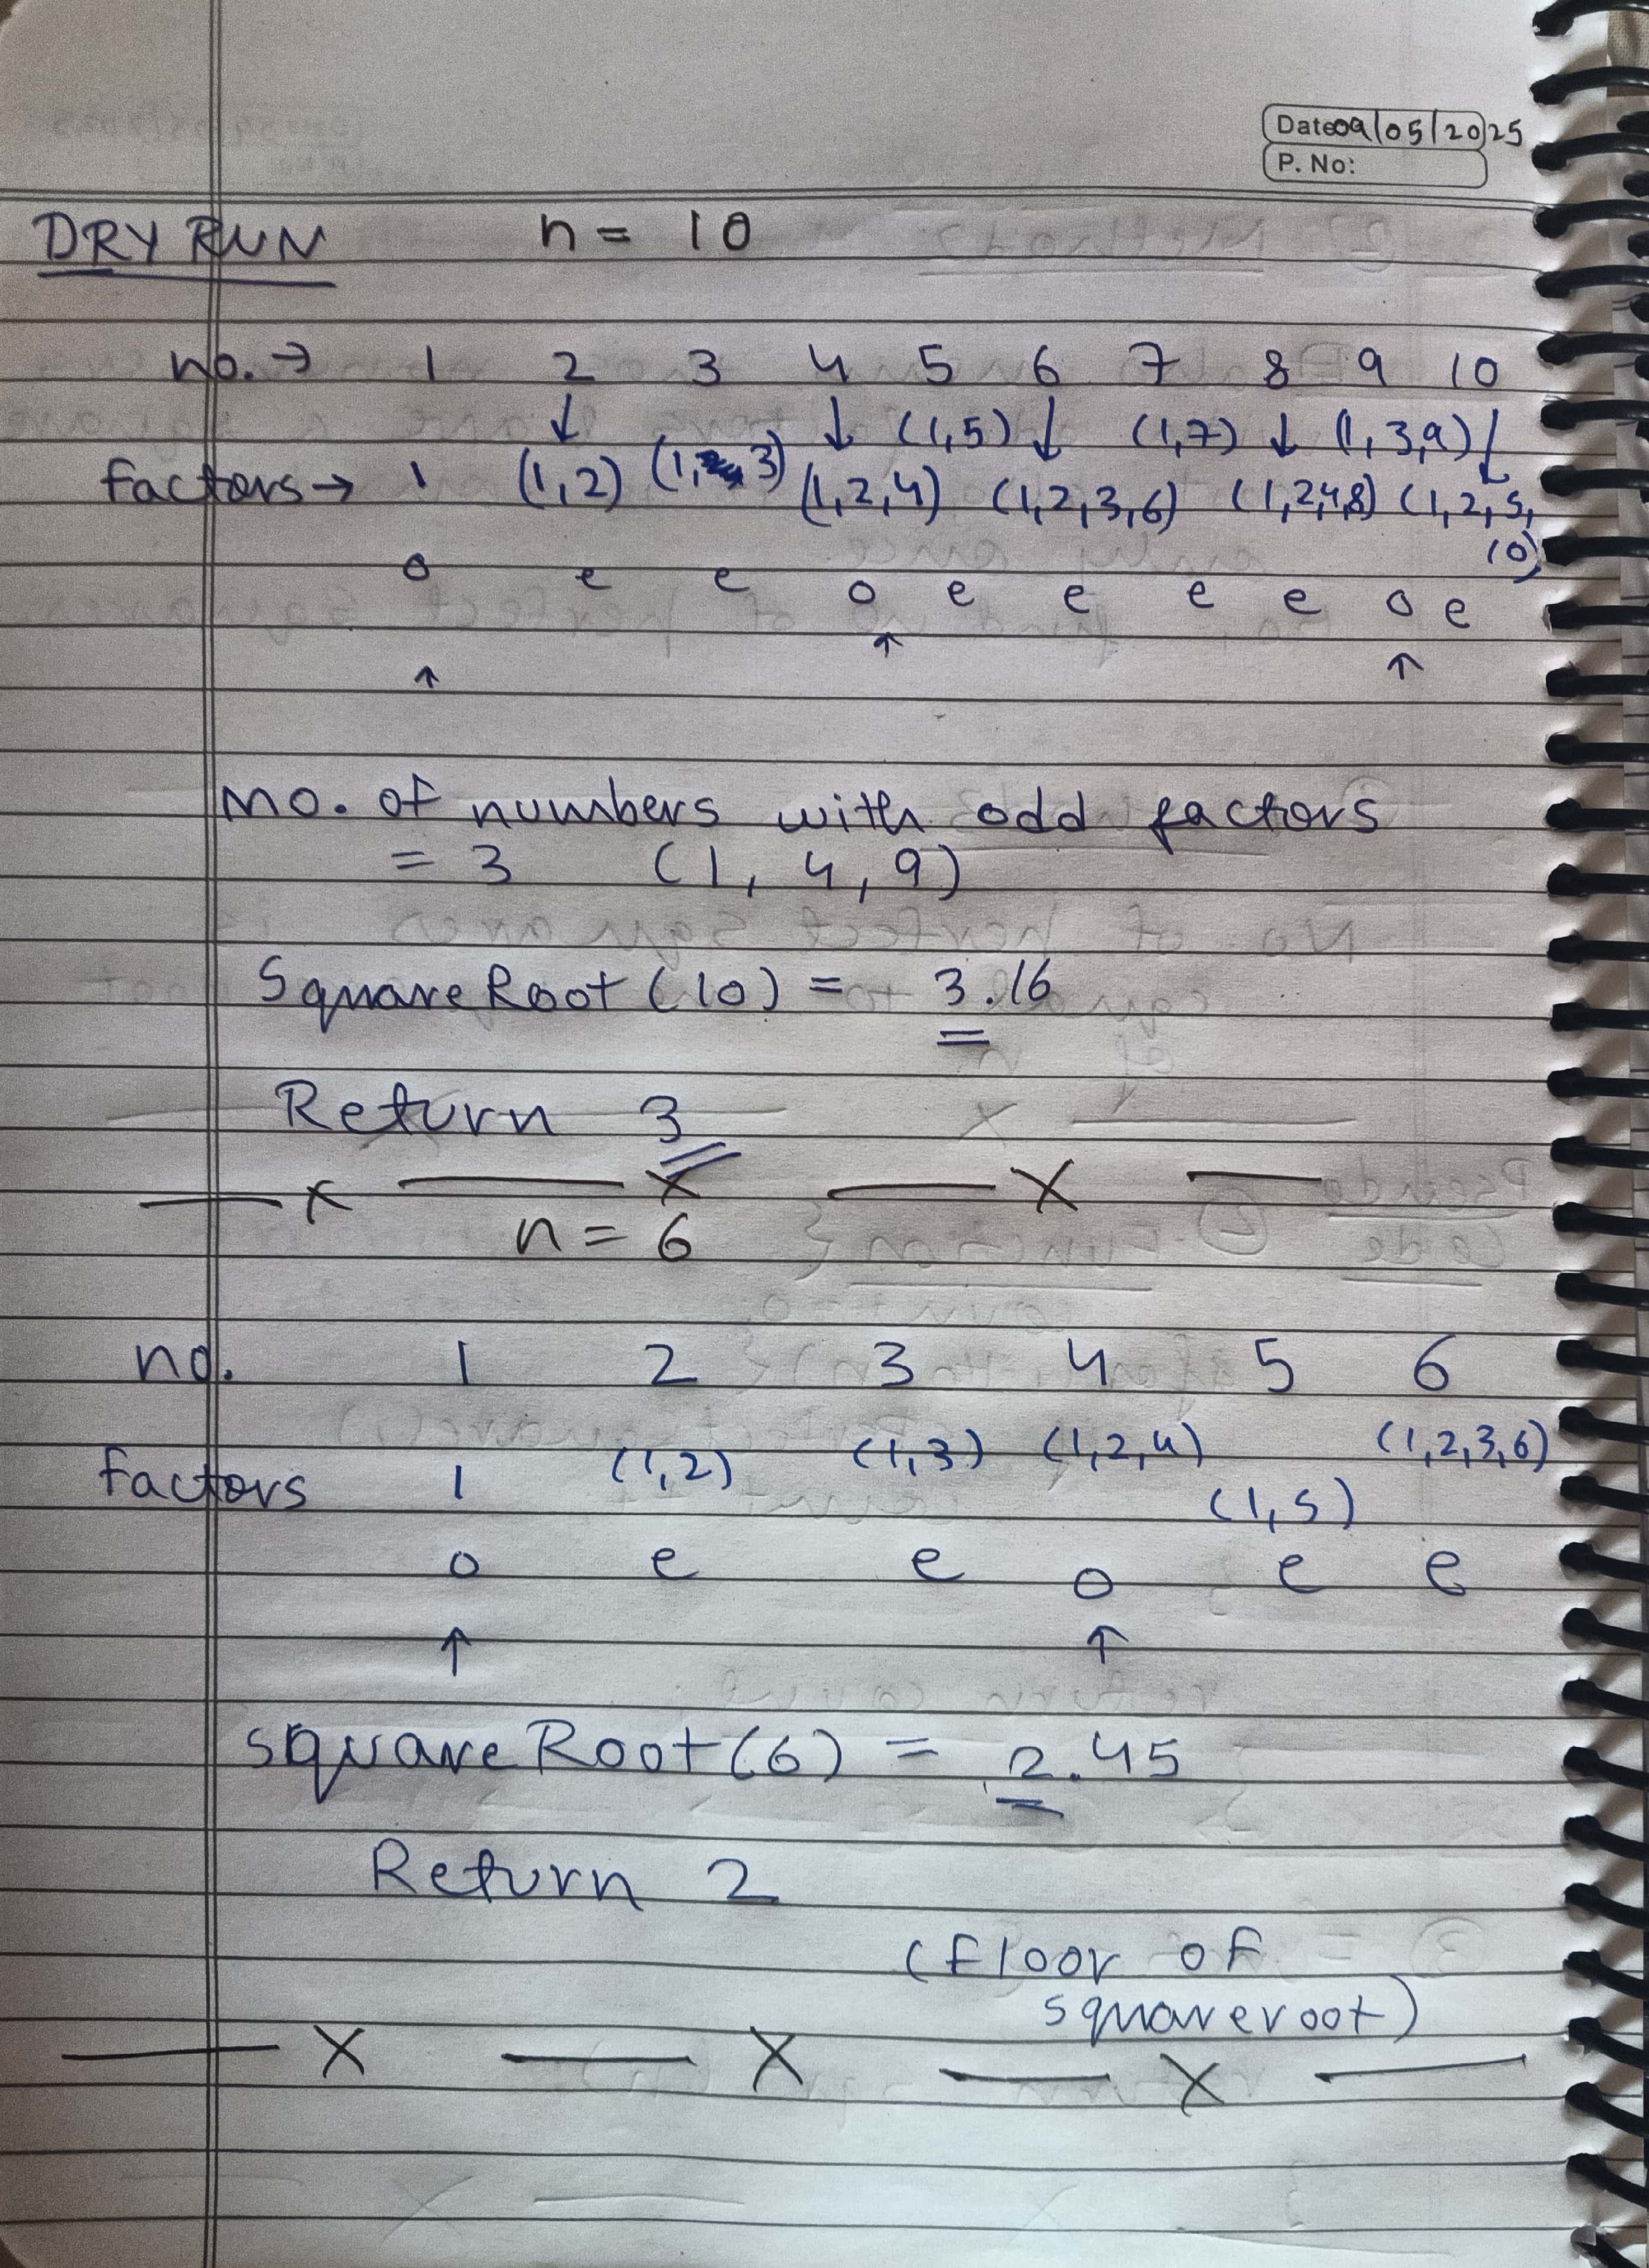 Date 09/05/2025
P. No:
DRY RUN n = 10
no. → 1 2 3 4 5 6 7 8 9 10
↓ ↓ (1,5) ↓ (1,7) ↓ (1,3,9) ↓
factors → 1 (1,2) (1,3) (1,2,4) (1,2,3,6) (1,2,4,8) (1,2,5,
10)
o e e o e e e e o e
↑ ↑ ↑
no. of numbers with odd factors
= 3 (1, 4, 9)
Square Root (10) = 3.16
Return 3
— x — x — x —
n = 6
no. 1 2 3 4 5 6
factors 1 (1,2) (1,3) (1,2,4) (1,5) (1,2,3,6)
o e e o e e
↑ ↑
square Root (6) = 2.45
Return 2
(floor of
squareroot)
— x — x — x —